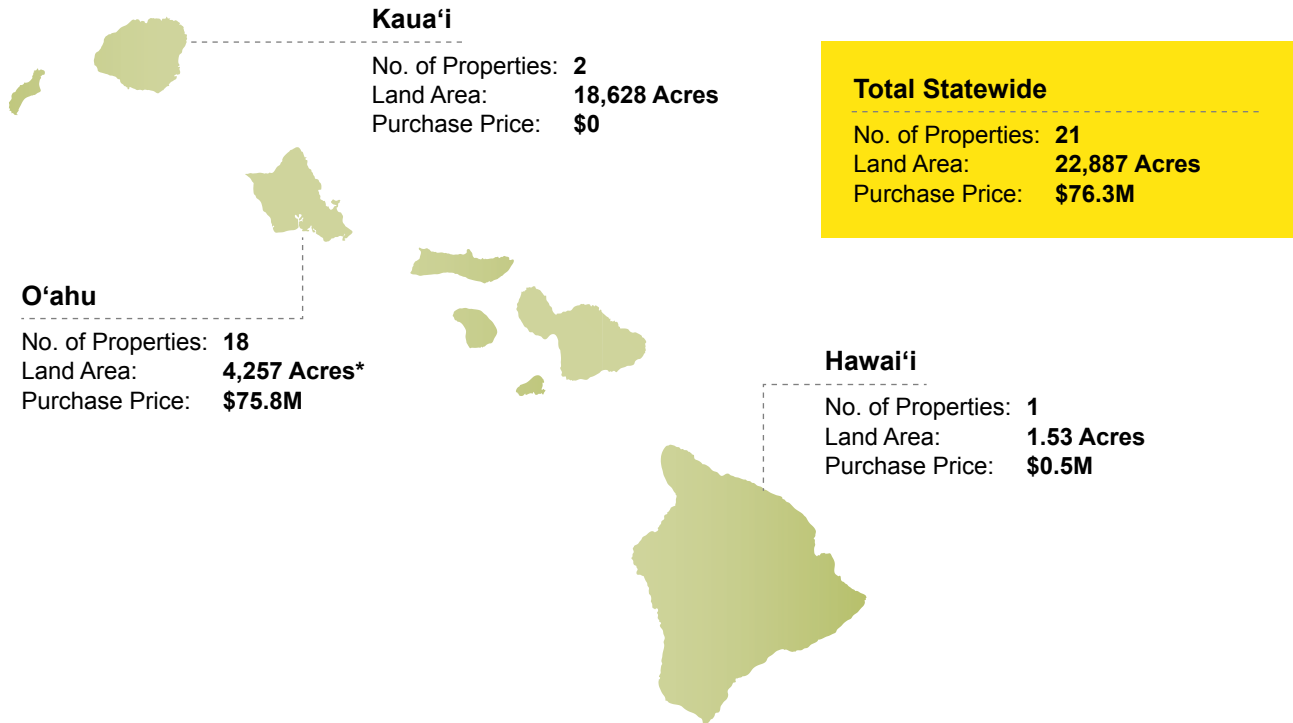 Kaua‘i
No. of Properties: 2
Land Area: 18,628 Acres
Purchase Price: $0
Total Statewide
No. of Properties: 21
Land Area: 22,887 Acres
Purchase Price: $76.3M
O‘ahu
No. of Properties: 18
Land Area: 4,257 Acres*
Purchase Price: $75.8M
Hawai‘i
No. of Properties: 1
Land Area: 1.53 Acres
Purchase Price: $0.5M